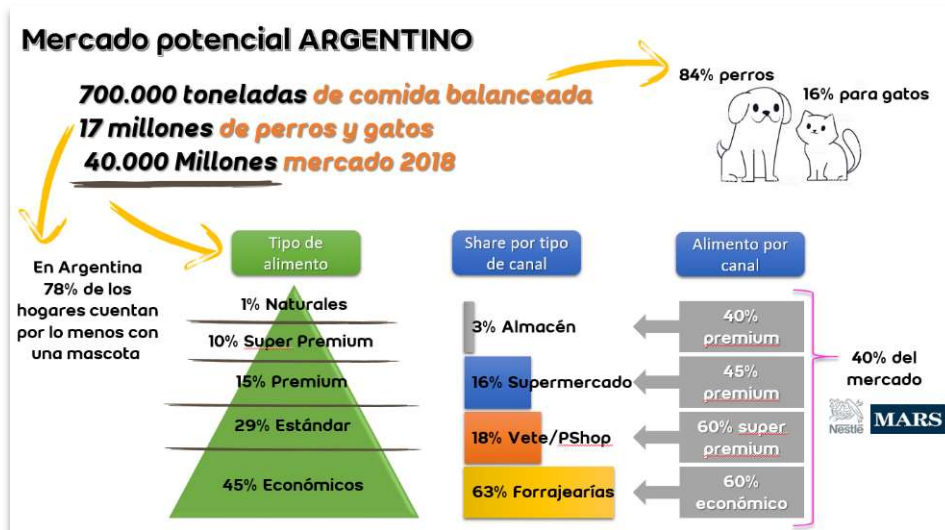 Mercado potencial ARGENTINO
700.000 toneladas de comida balanceada
17 millones de perros y gatos
40.000 Millones mercado 2018
84% perros
16% para gatos
En Argentina
78% de los
hogares cuentan
por lo menos con
una mascota
Tipo de
alimento
1% Naturales
10% Super Premium
15% Premium
29% Estándar
45% Económicos
Share por tipo
de canal
3% Almacén
16% Supermercado
18% Vete/PShop
63% Forrajearías
Alimento por
canal
40%
premium
45%
premium
60% super
premium
60%
económico
40% del
mercado
Nestlé
MARS